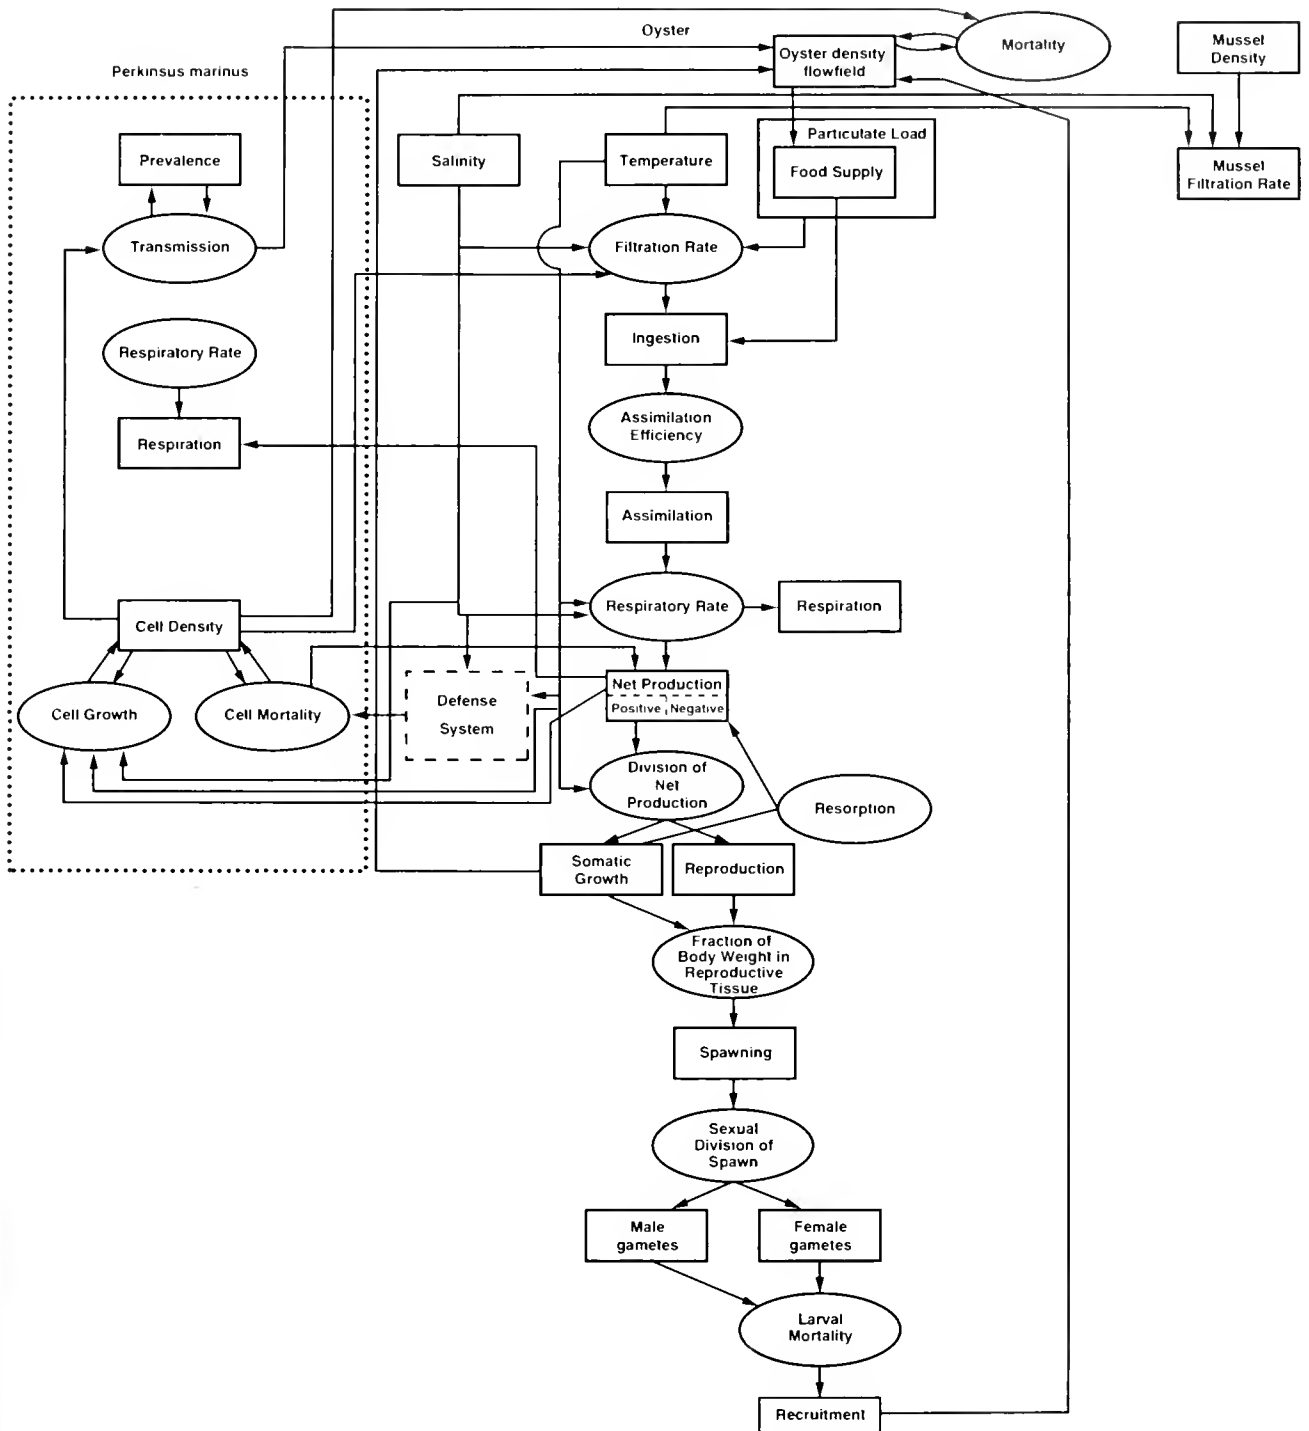 Oyster
Mortality
Mussel
Density
Perkinsus marinus
Oyster density
flowfield
Prevalence
Salinity
Temperature
Particulate Load
Food Supply
Mussel
Filtration Rate
Transmission
Filtration Rate
Respiratory Rate
Ingestion
Respiration
Assimilation
Efficiency
Assimilation
Cell Density
Respiratory Rate
Respiration
Cell Growth
Cell Mortality
Defense
System
Net Production
Positive Negative
Division of
Net
Production
Resorption
Somatic
Growth
Reproduction
Fraction of
Body Weight in
Reproductive
Tissue
Spawning
Sexual
Division of
Spawn
Male
gametes
Female
gametes
Larval
Mortality
Recruitment